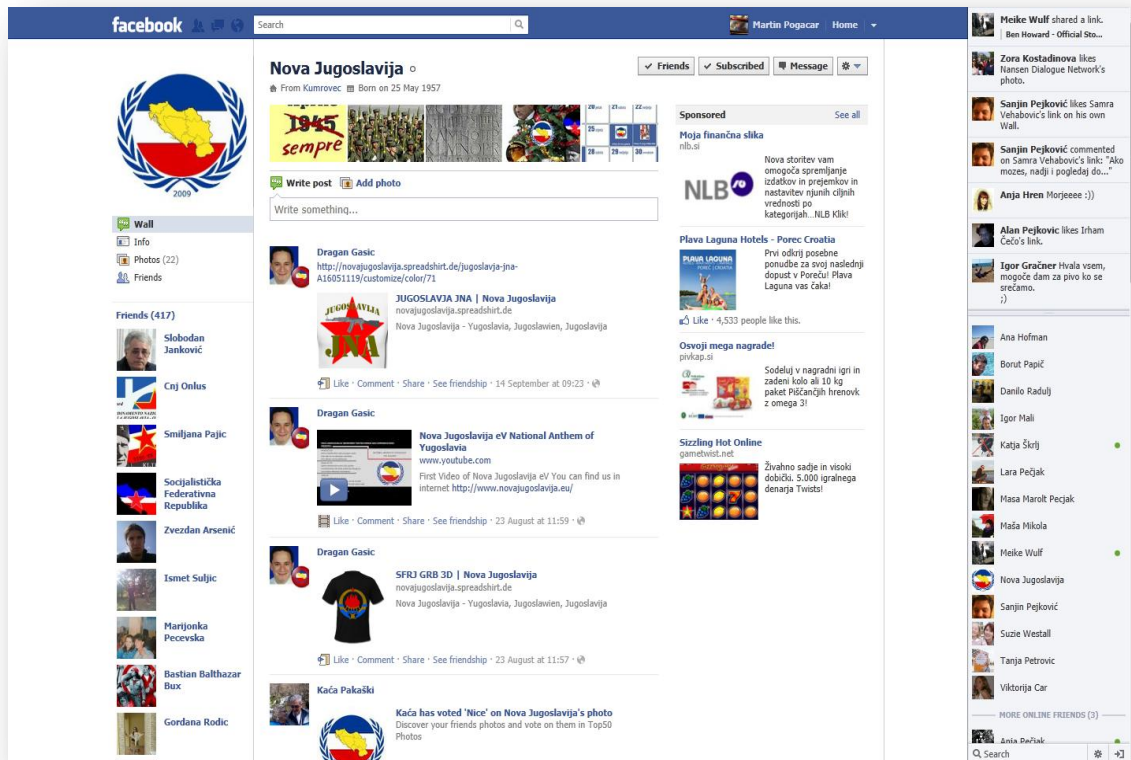 facebook
Search
Martin Pogacar
Home
Nova Jugoslavija
From Kumrovec Born on 25 May 1957
Friends
Subscribed
Message
2009
1945
sempre
Write post Add photo
Write something...
Wall
Info
Photos (22)
Friends
Friends (417)
Slobodan
Janković
Cnj Onlus
Smiljana Pajic
Socijalistička
Federativna
Republika
Zvezdan Arsenić
Ismet Suljic
Marijonka
Pecevska
Bastian Balthazar
Bux
Gordana Rodic
Dragan Gasic
http://novajugoslavija.spreadshirt.de/jugoslavja-jna-
A16051119/customize/color/71
JUGOSLAVIJA
JNA
JUGOSLAVJA JNA | Nova Jugoslavija
novajugoslavija.spreadshirt.de
Nova Jugoslavija - Yugoslavia, Jugoslawien, Jugoslavija
Like · Comment · Share · See friendship · 14 September at 09:23 ·
Dragan Gasic
Nova Jugoslavija eV National Anthem of
Yugoslavia
www.youtube.com
First Video of Nova Jugoslavija eV You can find us in
internet http://www.novajugoslavija.eu/
Like · Comment · Share · See friendship · 23 August at 11:59 ·
Dragan Gasic
SFRJ GRB 3D | Nova Jugoslavija
novajugoslavija.spreadshirt.de
Nova Jugoslavija - Yugoslavia, Jugoslawien, Jugoslavija
Like · Comment · Share · See friendship · 23 August at 11:57 ·
Kaća Pakaški
Kaća has voted 'Nice' on Nova Jugoslavija's photo
Discover your friends photos and vote on them in Top50
Photos
Sponsored See all
Moja finančna slika
nlb.si
NLB
Nova storitev vam
omogoča spremljanje
izdatkov in prejemkov in
nastavitev njunih ciljnih
vrednosti po
kategorijah...NLB Klik!
Plava Laguna Hotels - Porec Croatia
PLAVA LAGUNA
Prvi odkrij posebne
ponudbe za svoj naslednji
dopust v Poreču! Plava
Laguna vas čaka!
Like · 4,533 people like this.
Osvoji mega nagrade!
pivkap.si
Sodeluj v nagradni igri in
zadeni kolo ali 10 kg
paket Piščančjih hrenovk
z omega 3!
Sizzling Hot Online
gametwist.net
Živahno sadje in visoki
dobički. 5.000 igralnega
denarja Twists!
Meike Wulf shared a link.
Ben Howard - Official Sto...
Zora Kostadinova likes
Nansen Dialogue Network's
photo.
Sanjin Pejković likes Samra
Vehabovic's link on his own
Wall.
Sanjin Pejković commented
on Samra Vehabovic's link: "Ako
mozes, nadji i pogledaj do..."
Anja Hren Morjeeee :))
Alan Pejkovic likes Irham
Čečo's link.
Igor Gračner Hvala vsem,
mogoče dam za pivo ko se
srečamo.
;)
Ana Hofman
Borut Papič
Danilo Radulj
Igor Mali
Katja Škrlj
Lara Pečjak
Masa Marolt Pecjak
Maša Mikola
Meike Wulf
Nova Jugoslavija
Sanjin Pejković
Suzie Westall
Tanja Petrovic
Viktorija Car
MORE ONLINE FRIENDS (3)
Anja Pečjak
Search